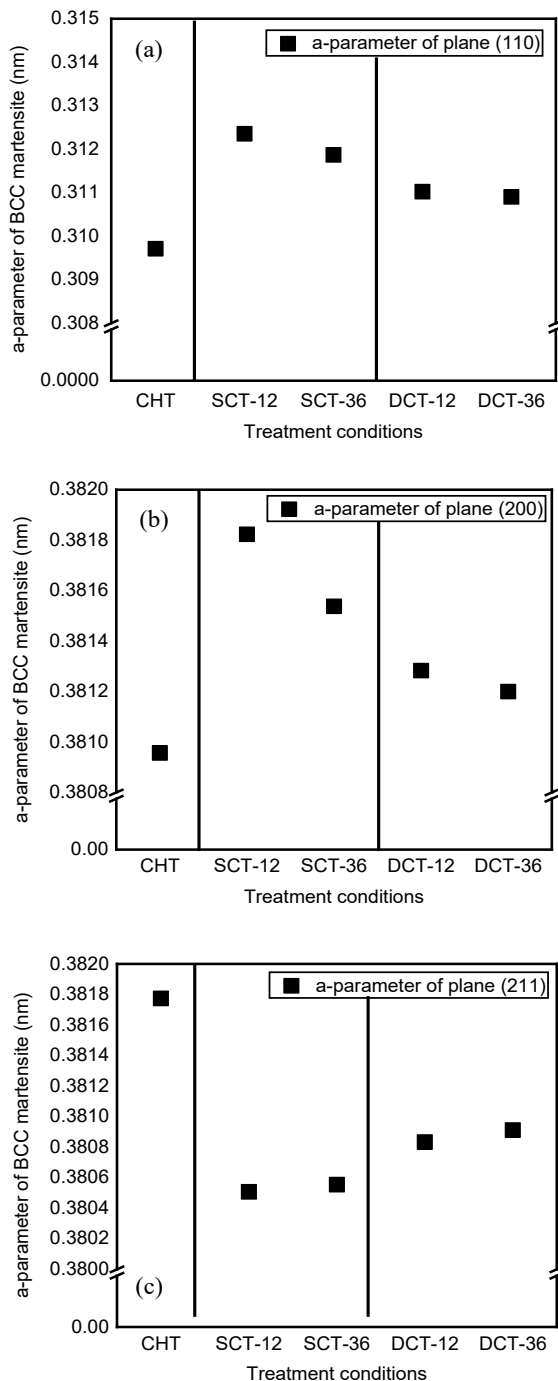 0.315
(a)
a-parameter of plane (110)
0.314
0.313
0.312
0.311
0.310
0.309
0.308
0.0000
a-parameter of BCC martensite (nm)
CHT SCT-12 SCT-36 DCT-12 DCT-36
Treatment conditions
0.3820
(b)
a-parameter of plane (200)
0.3818
0.3816
0.3814
0.3812
0.3810
0.3808
0.00
a-parameter of BCC martensite (nm)
CHT SCT-12 SCT-36 DCT-12 DCT-36
Treatment conditions
0.3820
a-parameter of plane (211)
0.3818
0.3816
0.3814
0.3812
0.3810
0.3808
0.3806
0.3804
0.3802
0.3800
(c)
0.00
a-parameter of BCC martensite (nm)
CHT SCT-12 SCT-36 DCT-12 DCT-36
Treatment conditions